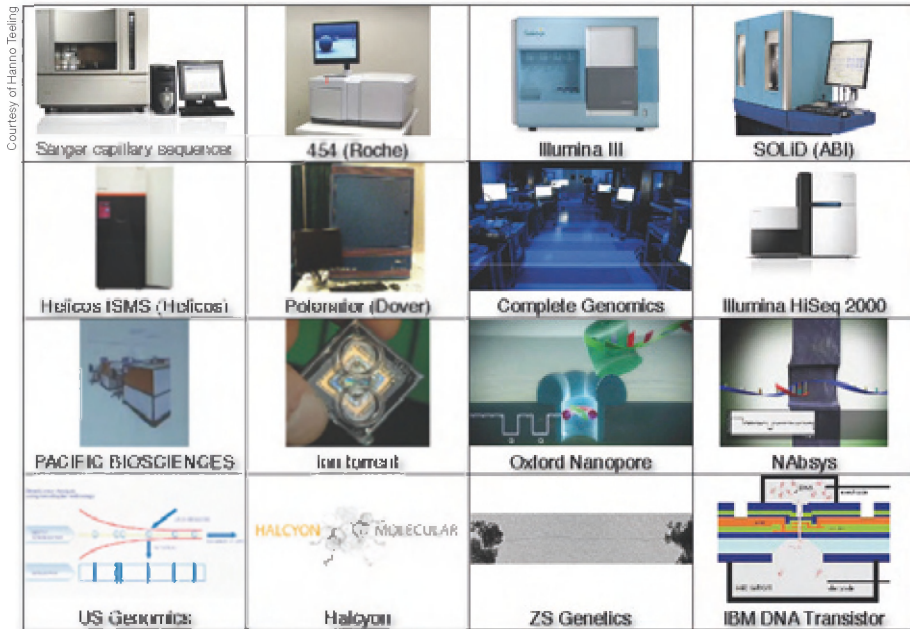 Courtesy of Hanno Teeling
Sanger capillary sequencer
454 (Roche)
Illumina III
SOLiD (ABI)
Helicos ISMS (Helicos)
Polonator (Dover)
Complete Genomics
Illumina HiSeq 2000
PACIFIC BIOSCIENCES
Ion torrent
Oxford Nanopore
NAbsys
HALCYON MOLECULAR
US Genomics
Halcyon
ZS Genetics
IBM DNA Transistor